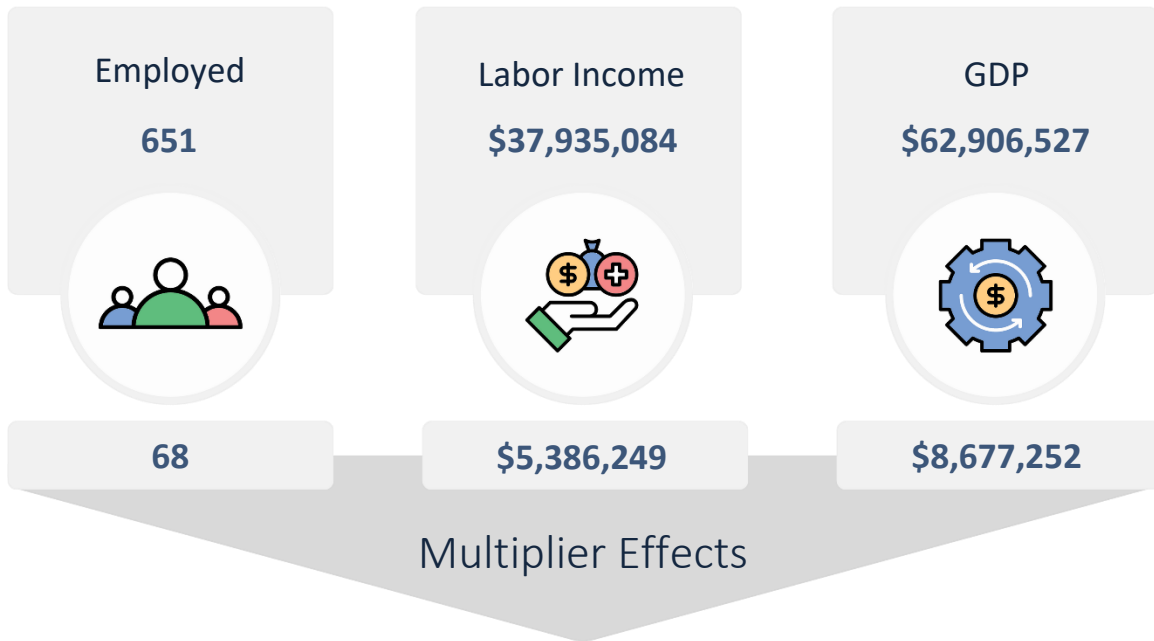 Employed
651
Labor Income
$37,935,084
GDP
$62,906,527
$
$
68
$5,386,249
$8,677,252
Multiplier Effects